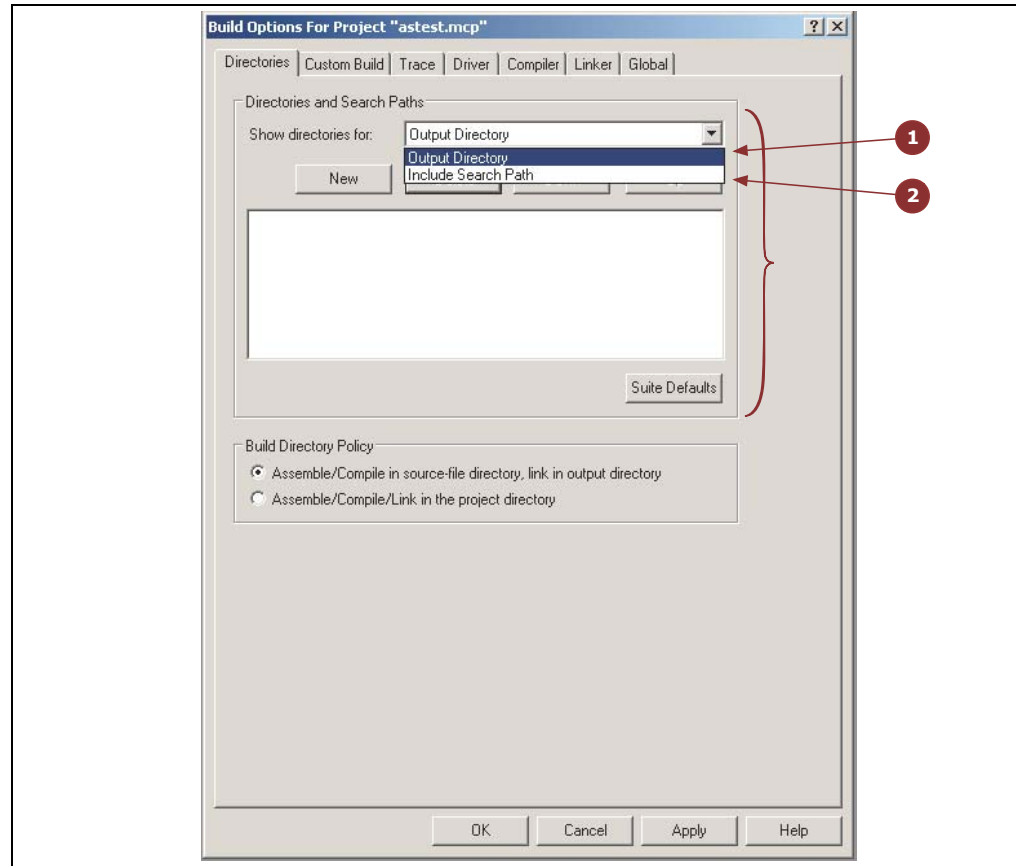 Build Options For Project "astest.mcp"
Directories Custom Build Trace Driver Compiler Linker Global
Directories and Search Paths
Show directories for: Output Directory
Output Directory
Include Search Path
New
1
2
Suite Defaults
Build Directory Policy
Assemble/Compile in source-file directory, link in output directory
Assemble/Compile/Link in the project directory
OK Cancel Apply Help